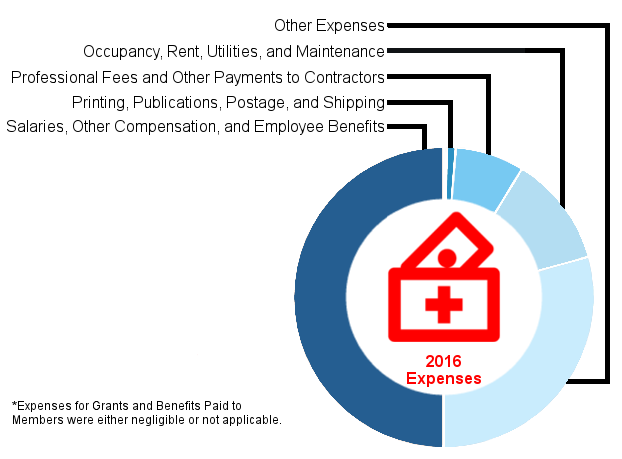 Other Expenses
Occupancy, Rent, Utilities, and Maintenance
Professional Fees and Other Payments to Contractors
Printing, Publications, Postage, and Shipping
Salaries, Other Compensation, and Employee Benefits
2016
Expenses
*Expenses for Grants and Benefits Paid to
Members were either negligible or not applicable.